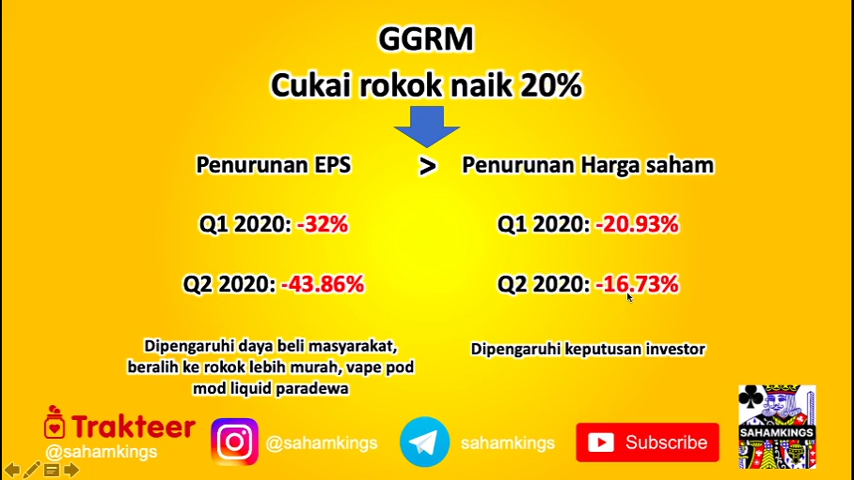 GGRM
Cukai rokok naik 20%
Penurunan EPS > Penurunan Harga saham
Q1 2020: -32%
Q1 2020: -20.93%
Q2 2020: -43.86%
Q2 2020: -16.73%
Dipengaruhi daya beli masyarakat,
beralih ke rokok lebih murah, vape pod
mod liquid paradewa
Dipengaruhi keputusan investor
Trakteer
@sahamkings
@sahamkings
sahamkings
Subscribe
SAHAMKINGS